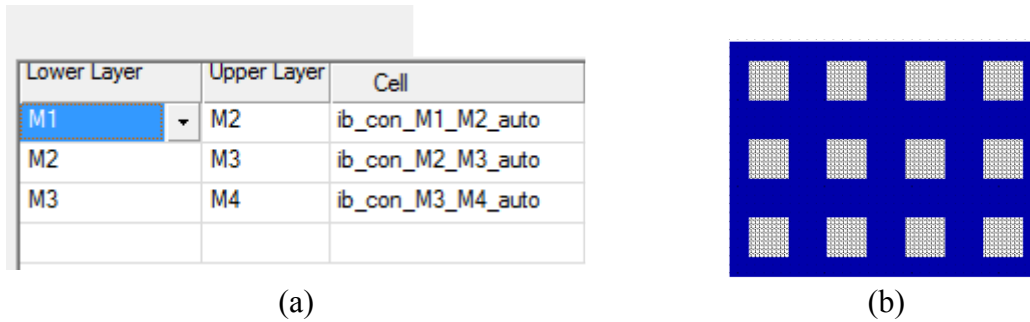 Lower Layer Upper Layer Cell
M1 M2 ib_con_M1_M2_auto
M2 M3 ib_con_M2_M3_auto
M3 M4 ib_con_M3_M4_auto
(a) (b)